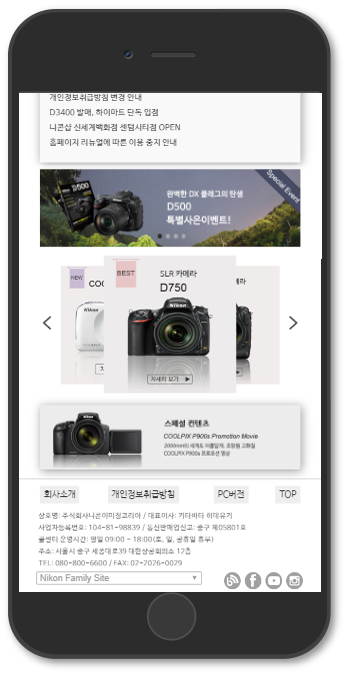 개인정보취급방침 변경 안내
D3400 발매, 하이마트 단독 입점
니콘샵 신세계백화점 센텀시티점 OPEN
홈페이지 리뉴얼에 따른 이용 중지 안내
D500
완벽한 DX 플래그의 탄생
D500
특별사은이벤트!
Special Event
NEW
COO
BEST
SLR 카메라
D750
메라
Nikon
자세히 보기 ▶
스페셜 컨텐츠
COOLPIX P900s Promotion Movie
2000mm의 세계로 이름답게, 초망원 고화질
COOLPIX P900s 프로모션 영상
회사소개
개인정보취급방침
PC버전
TOP
상호명: 주식회사니콘이미징코리아 / 대표이사: 키타바타 히데유키
사업자등록번호: 104-81-98839 / 통신판매업신고: 중구 제05801호
콜센터 운영시간: 평일 09:00 ~ 18:00(토, 일, 공휴일 휴무)
주소: 서울시 중구 세종대로39 대한상공회의소 12층
TEL: 080-800-6600 / FAX: 02-7026-0029
Nikon Family Site